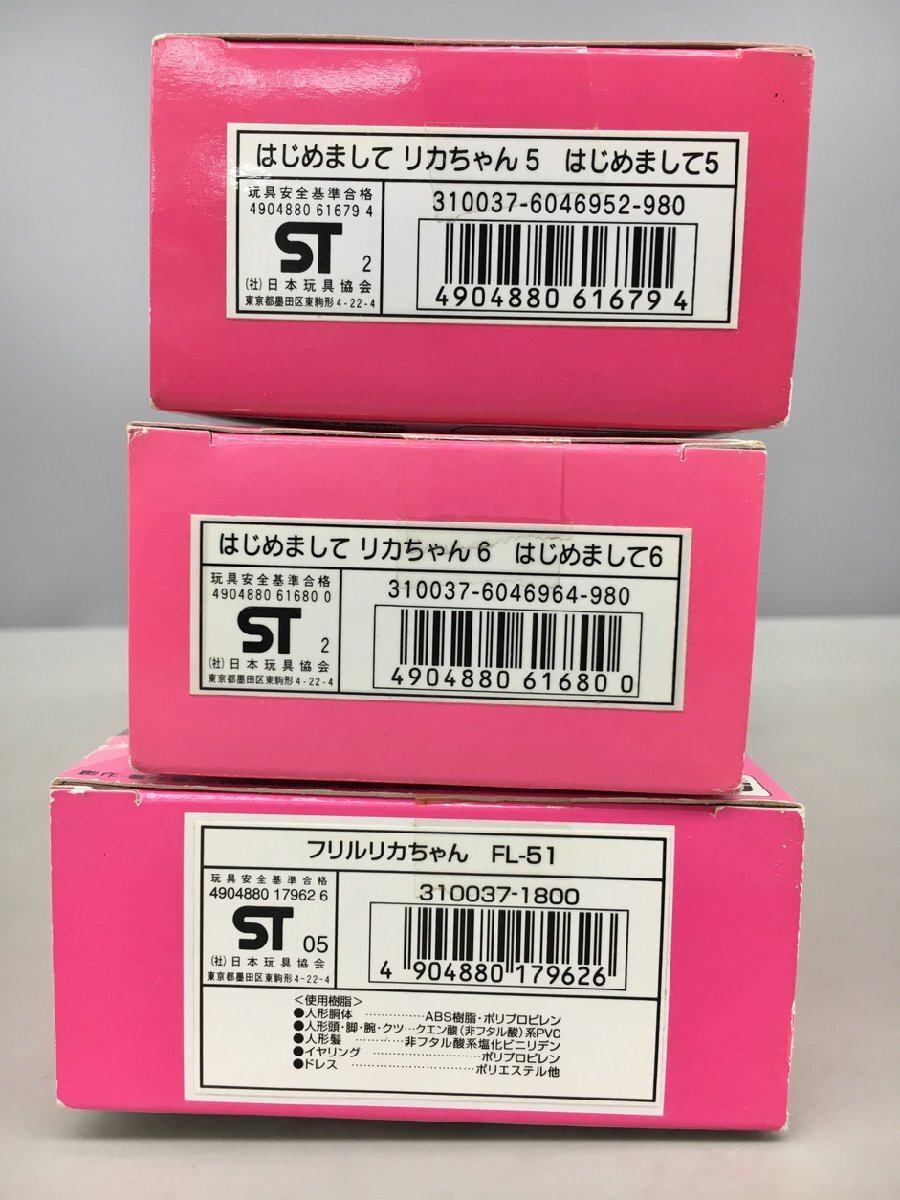 はじめまして リカちゃん5 はじめまして5
玩具安全基準合格
4904880 61679 4
ST 2
(社)日本玩具協会
東京都墨田区東駒形4-22-4
310037-6046952-980
4904880 616794
はじめまして リカちゃん6 はじめまして6
玩具安全基準合格
4904880 61680 0
ST 2
(社)日本玩具協会
東京都墨田区東駒形4-22-4
310037-6046964-980
4904880 616800
フリルリカちゃん FL-51
玩具安全基準合格
4904880 17962 6
ST 05
(社)日本玩具協会
東京都墨田区東駒形4-22-4
310037-1800
4 904880 179626
<使用樹脂>
●人形胴体 ……………ABS樹脂・ポリプロピレン
●人形頭・脚・腕・クツ…クエン酸(非フタル酸)系PVC
●人形髪 …………非フタル酸系塩化ビニリデン
●イヤリング ……………………ポリプロピレン
●ドレス ………………………ポリエステル他